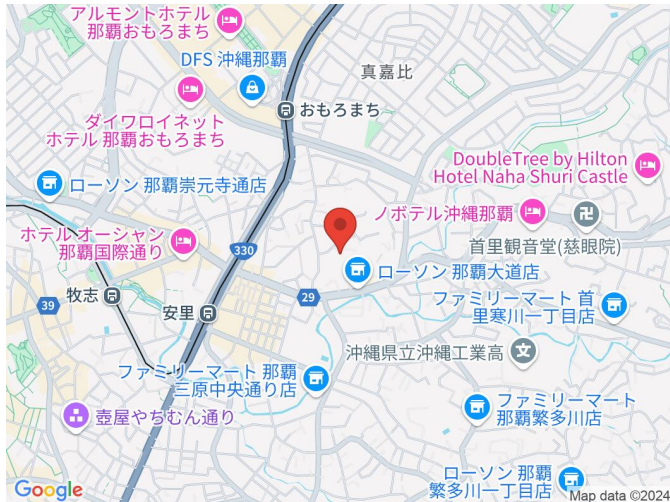 アルモントホテル
那覇おもろまち
DFS 沖縄那覇
真嘉比
おもろまち
ダイワロイネット
ホテル 那覇おもろまち
DoubleTree by Hilton
Hotel Naha Shuri Castle
ローソン 那覇崇元寺通店
ノボテル沖縄那覇
ホテル オーシャン
那覇国際通り
330
首里観音堂(慈眼院)
ローソン 那覇大道店
牧志
39
安里
29
ファミリーマート 首
里寒川一丁目店
沖縄県立沖縄工業高
ファミリーマート 那覇
三原中央通り店
壺屋やちむん通り
ファミリーマート
那覇繁多川店
ローソン 那覇
繁多川一丁目店
Google
Map data ©2024